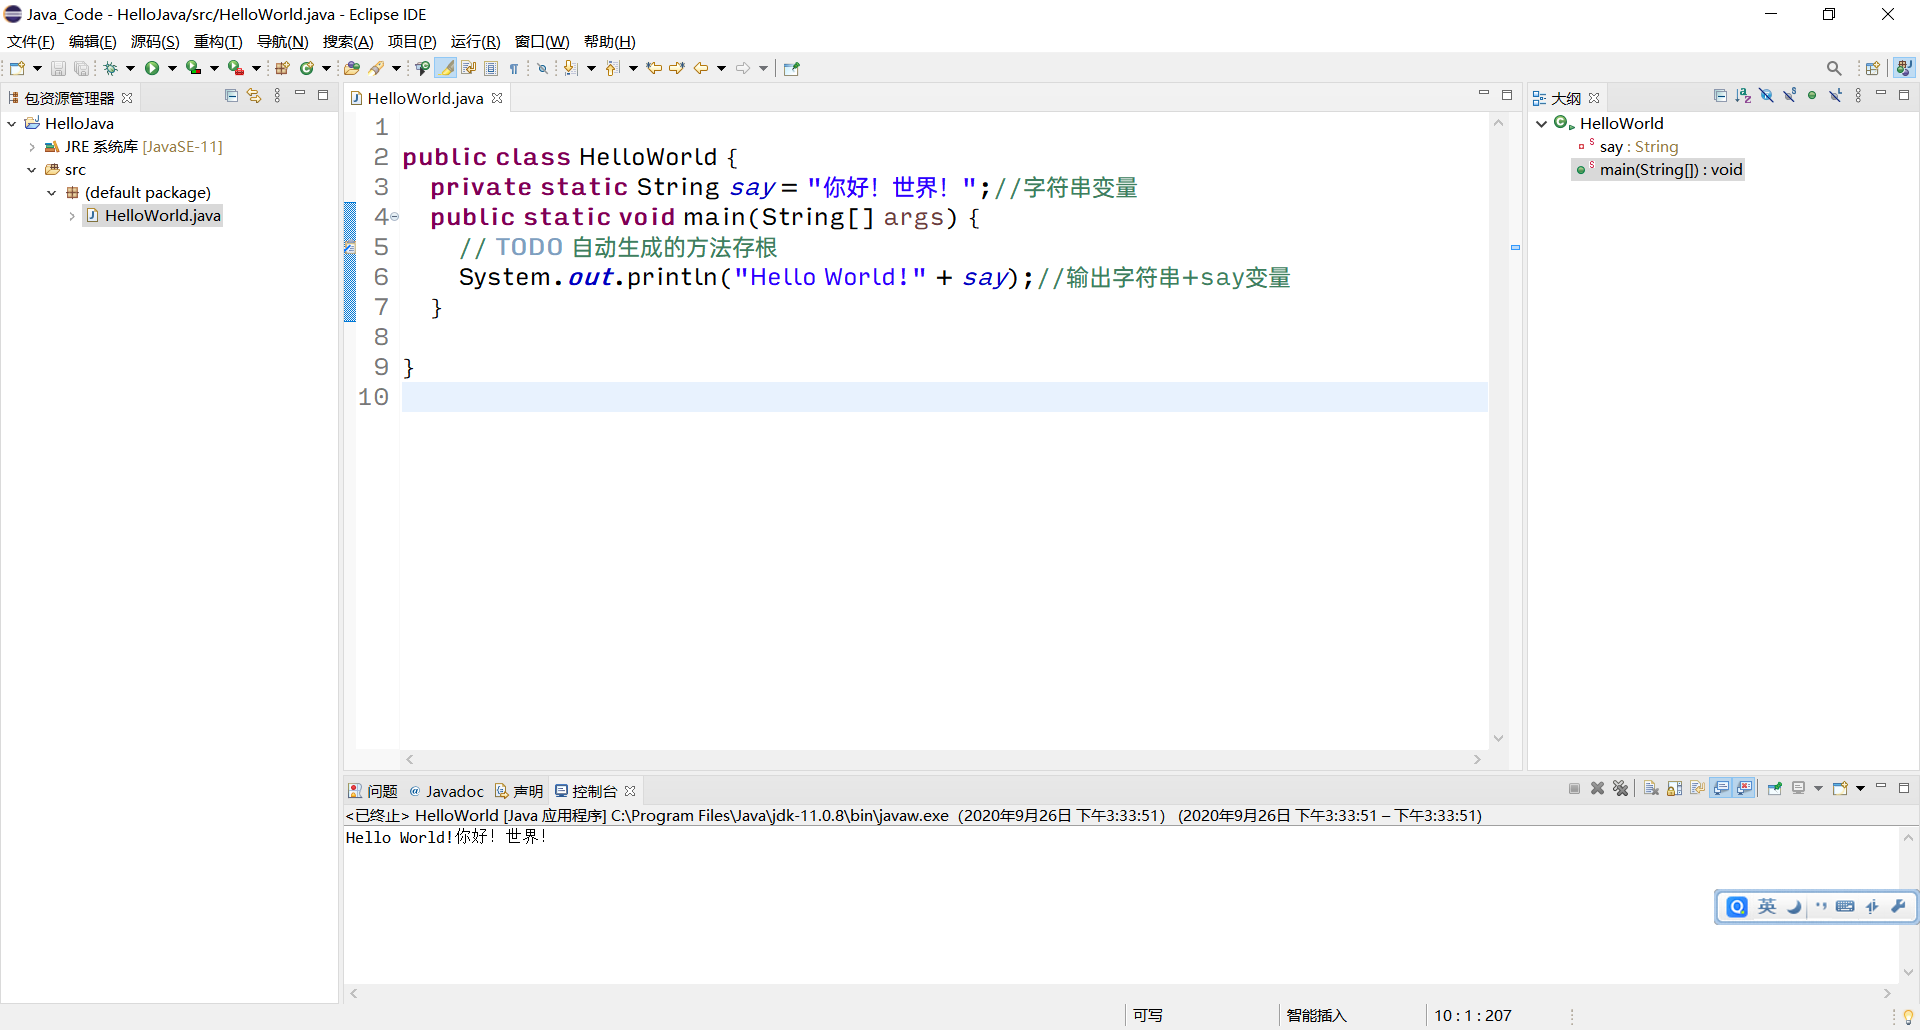 Java_Code - HelloJava/src/HelloWorld.java - Eclipse IDE
文件(F) 编辑(E) 源码(S) 重构(T) 导航(N) 搜索(A) 项目(P) 运行(R) 窗口(W) 帮助(H)
包资源管理器
HelloJava
JRE 系统库 [JavaSE-11]
src
(default package)
HelloWorld.java
HelloWorld.java
1
2 public class HelloWorld {
3 private static String say = "你好！世界！";//字符串变量
4 public static void main(String[] args) {
5 // TODO 自动生成的方法存根
6 System.out.println("Hello World!" + say);//输出字符串+say变量
7 }
8
9 }
10
大纲
HelloWorld
say : String
main(String[]) : void
问题 @ Javadoc 声明 控制台
<已终止> HelloWorld [Java 应用程序] C:\Program Files\Java\jdk-11.0.8\bin\javaw.exe（2020年9月26日 下午3:33:51） (2020年9月26日 下午3:33:51 – 下午3:33:51)
Hello World!你好！世界！
英
可写 智能插入 10 : 1 : 207